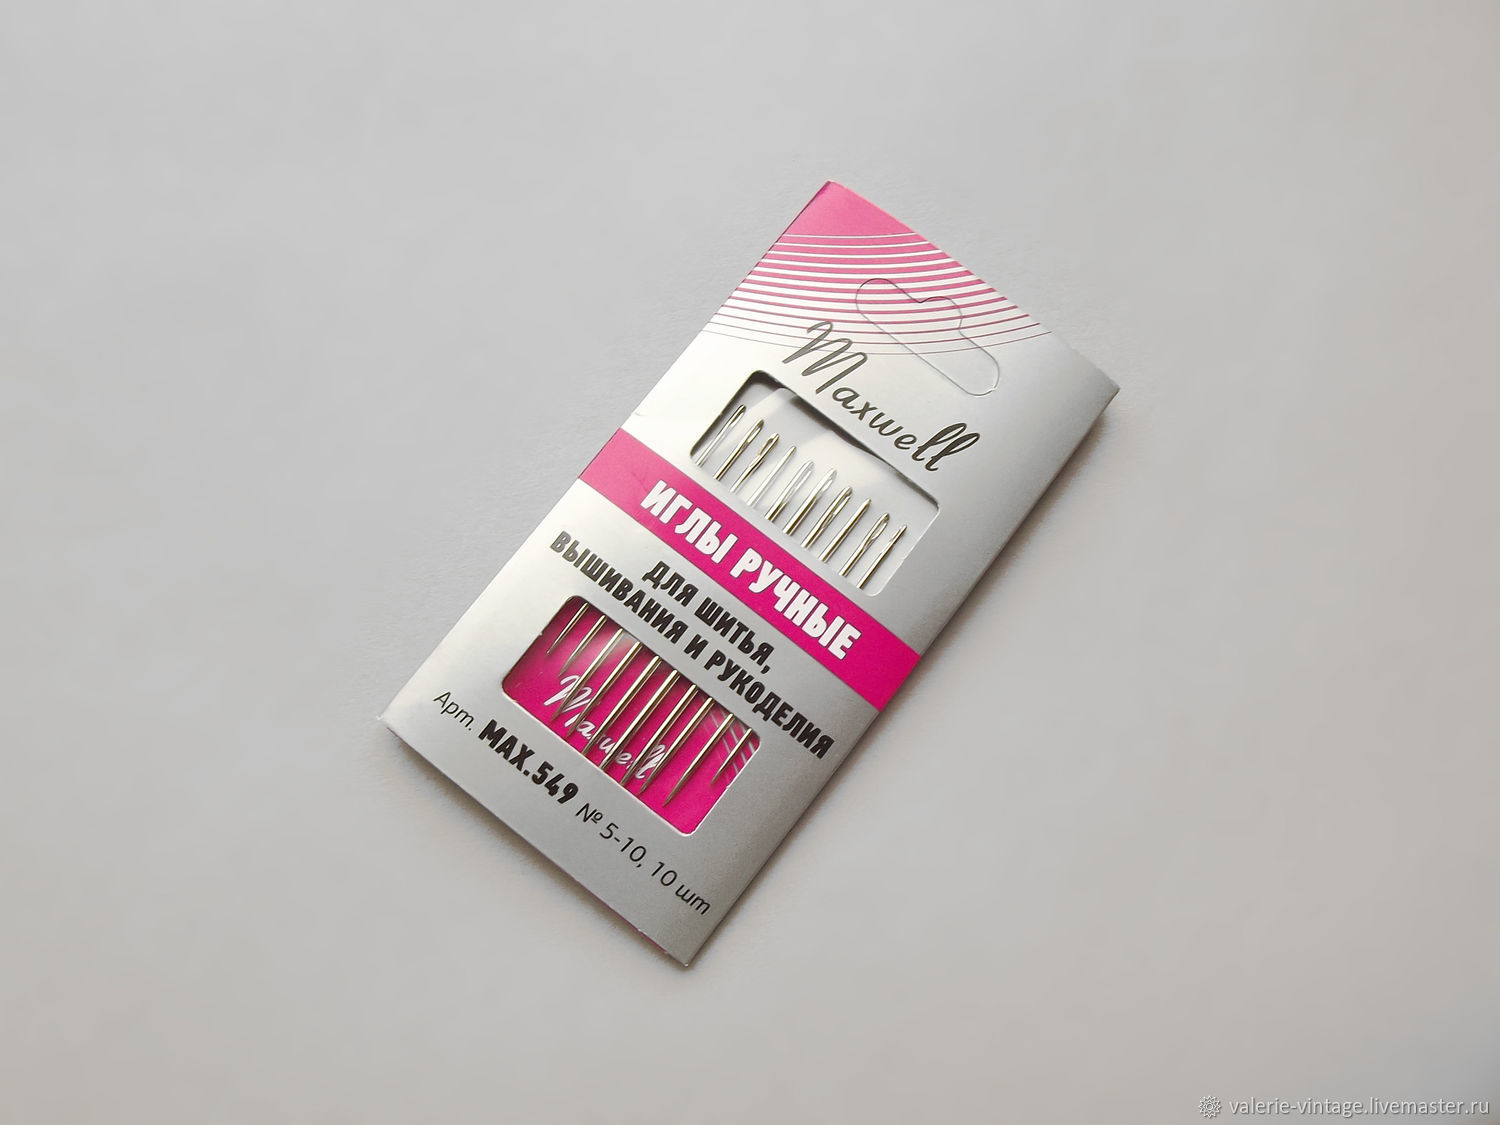 Maxwell
ИГЛЫ РУЧНЫЕ
ДЛЯ ШИТЬЯ,
ВЫШИВАНИЯ И РУКОДЕЛИЯ
Maxwell
Арт. MAX.549 № 5-10, 10 шт
valerie-vintage.livemaster.ru